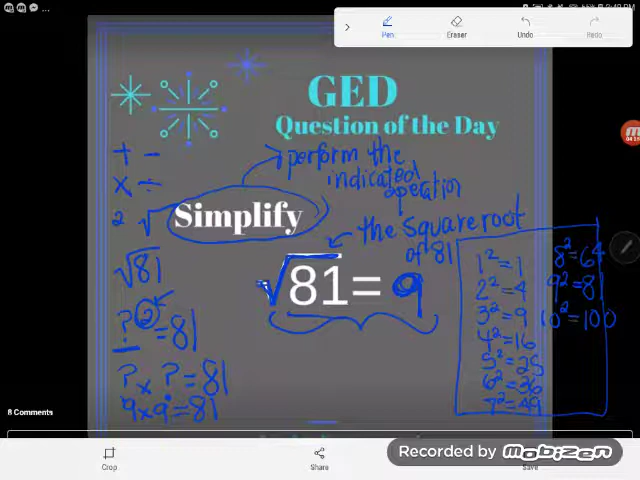 Pen
Eraser
Undo
Redo
GED
Question of the Day
+ -
× ÷
2 √
perform the
indicated
operation
Simplify
the square root
of 81
√81
√81 = 9
?² = 81
? × ? = 81
9 × 9 = 81
1² = 1
2² = 4
3² = 9
4² = 16
5² = 25
6² = 36
7² = 49
8² = 64
9² = 81
10² = 100
8 Comments
Crop
Share
Save
Recorded by Mobizen